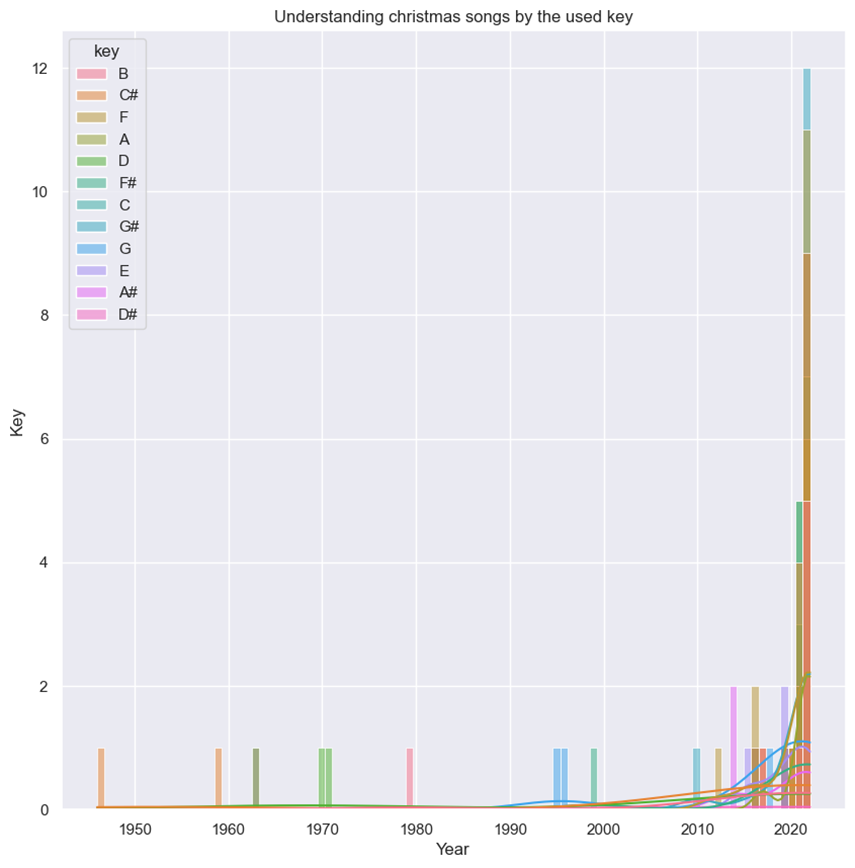 Understanding christmas songs by the used key
key
B
C#
F
A
D
F#
C
G#
G
E
A#
D#
12
10
8
6
4
2
0
Key
1950 1960 1970 1980 1990 2000 2010 2020
Year